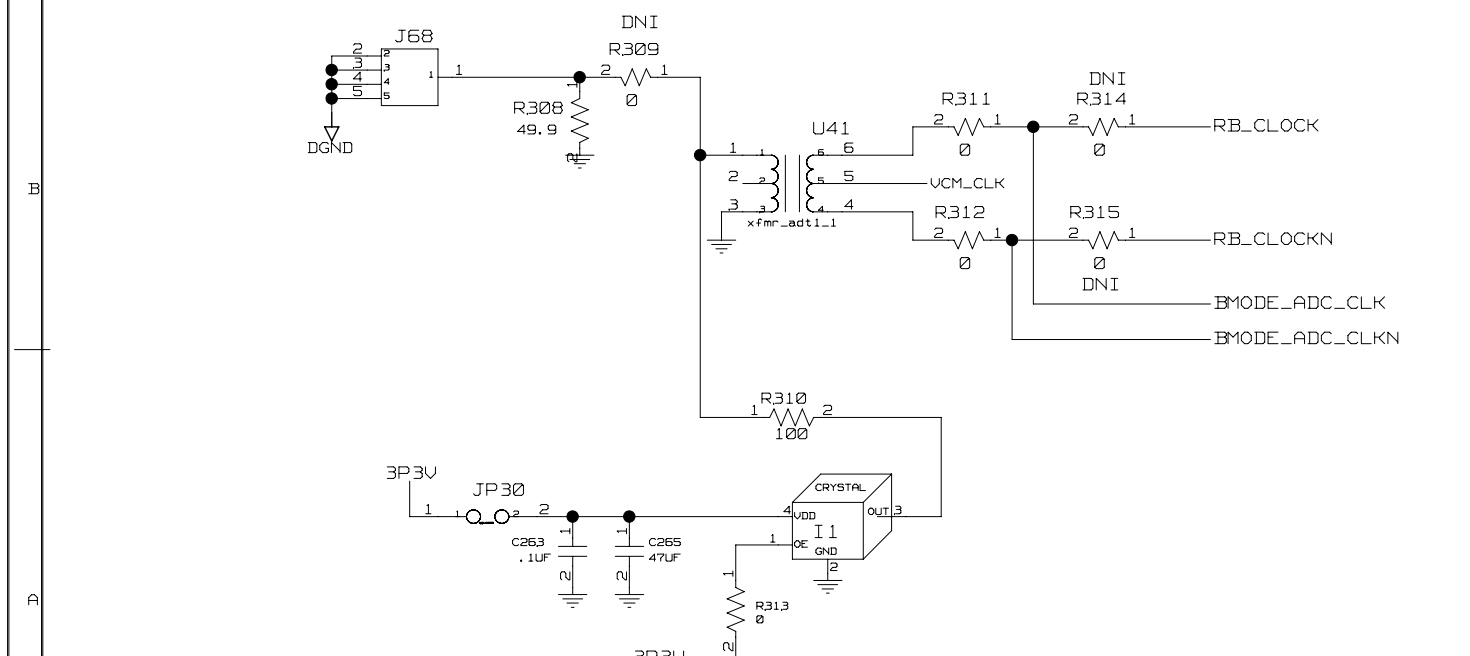 DNI
J68
R309
2 2
3 3
4 4
5 5
1 1
2 1
0
1
R308
49.9
2
DGND
DNI
R311
R314
2 1
2 1
RB_CLOCK
0
0
U41
1 1
6 6
B
2 2
5 5
VCM_CLK
3 3
4 4
xfmr_adt1_1
R312
R315
2 1
2 1
RB_CLOCKN
0
0
DNI
BMODE_ADC_CLK
BMODE_ADC_CLKN
R310
1 2
100
3P3V
JP30
1 1 2 2
CRYSTAL
4 VDD
OUT 3
I1
1 OE
GND
2
1
C263
.1UF
2
1
C265
47UF
2
A
1
R313
0
2
3P3V